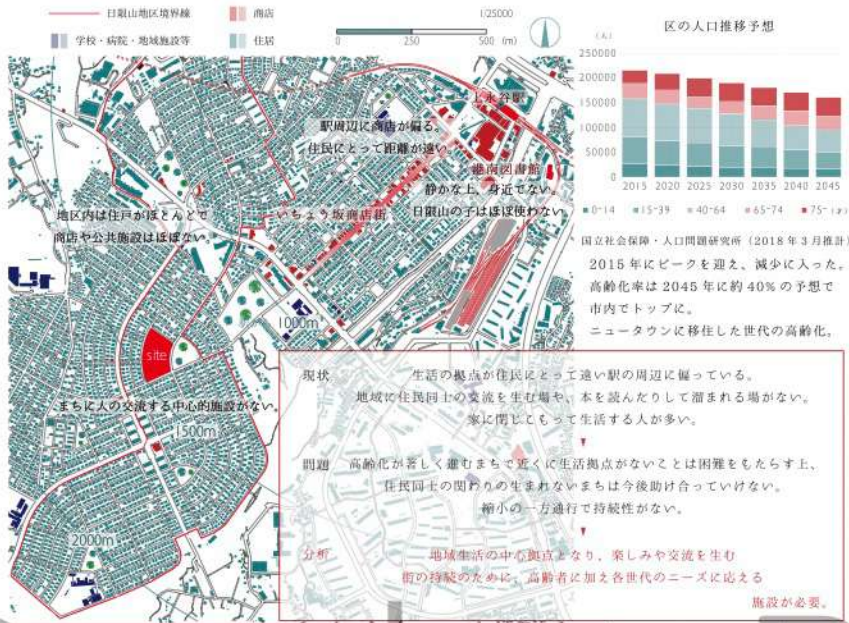 日限山地区境界線
商店
学校・病院・地域施設等
住居
1/25000
0
250
500 (m)
上永谷駅
駅周辺に商店が偏る。
住民にとって距離が遠い
港南図書館
静かな上、身近でない。
日限山の子はほぼ使わない。
地区内は住戸がほとんどで
商店や公共施設はほぼない。
いちょう坂商店街
1000m
site
まちに人の交流する中心的施設がない。
1500m
2000m
区の人口推移予想
(人)
250000
200000
150000
100000
50000
0
2015 2020 2025 2030 2035 2040 2045
0-14 15-39 40-64 65-74 75- (才)
国立社会保障・人口問題研究所 (2018年3月推計)
2015年にピークを迎え、減少に入った。
高齢化率は2045年に約40%の予想で
市内でトップに。
ニュータウンに移住した世代の高齢化。
現状
生活の拠点が住民にとって遠い駅の周辺に偏っている。
地域に住民同士の交流を生む場や、本を読んだりして溜まれる場がない。
家に閉じこもって生活する人が多い。
問題
高齢化が著しく進むまちで近くに生活拠点がないことは困難をもたらす上、
住民同士の関わりの生まれないまちは今後助け合っていけない。
縮小の一方通行で持続性がない。
分析
地域生活の中心拠点となり、楽しみや交流を生む
街の持続のために、高齢者に加え各世代のニーズに応える
施設が必要。